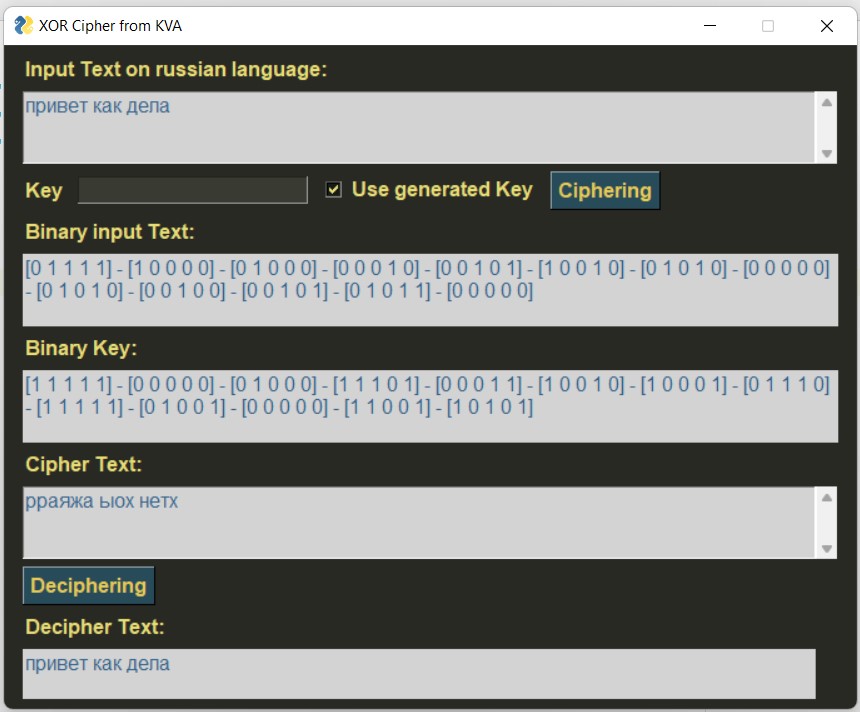 XOR Cipher from KVA
Input Text on russian language:
привет как дела
Key Use generated Key Ciphering
Binary input Text:
[0 1 1 1 1] - [1 0 0 0 0] - [0 1 0 0 0] - [0 0 0 1 0] - [0 0 1 0 1] - [1 0 0 1 0] - [0 1 0 1 0] - [0 0 0 0 0]
- [0 1 0 1 0] - [0 0 1 0 0] - [0 0 1 0 1] - [0 1 0 1 1] - [0 0 0 0 0]
Binary Key:
[1 1 1 1 1] - [0 0 0 0 0] - [0 1 0 0 0] - [1 1 1 0 1] - [0 0 0 1 1] - [1 0 0 1 0] - [1 0 0 0 1] - [0 1 1 1 0]
- [1 1 1 1 1] - [0 1 0 0 1] - [0 0 0 0 0] - [1 1 0 0 1] - [1 0 1 0 1]
Cipher Text:
рраяжа ыох нетх
Deciphering
Decipher Text:
привет как дела